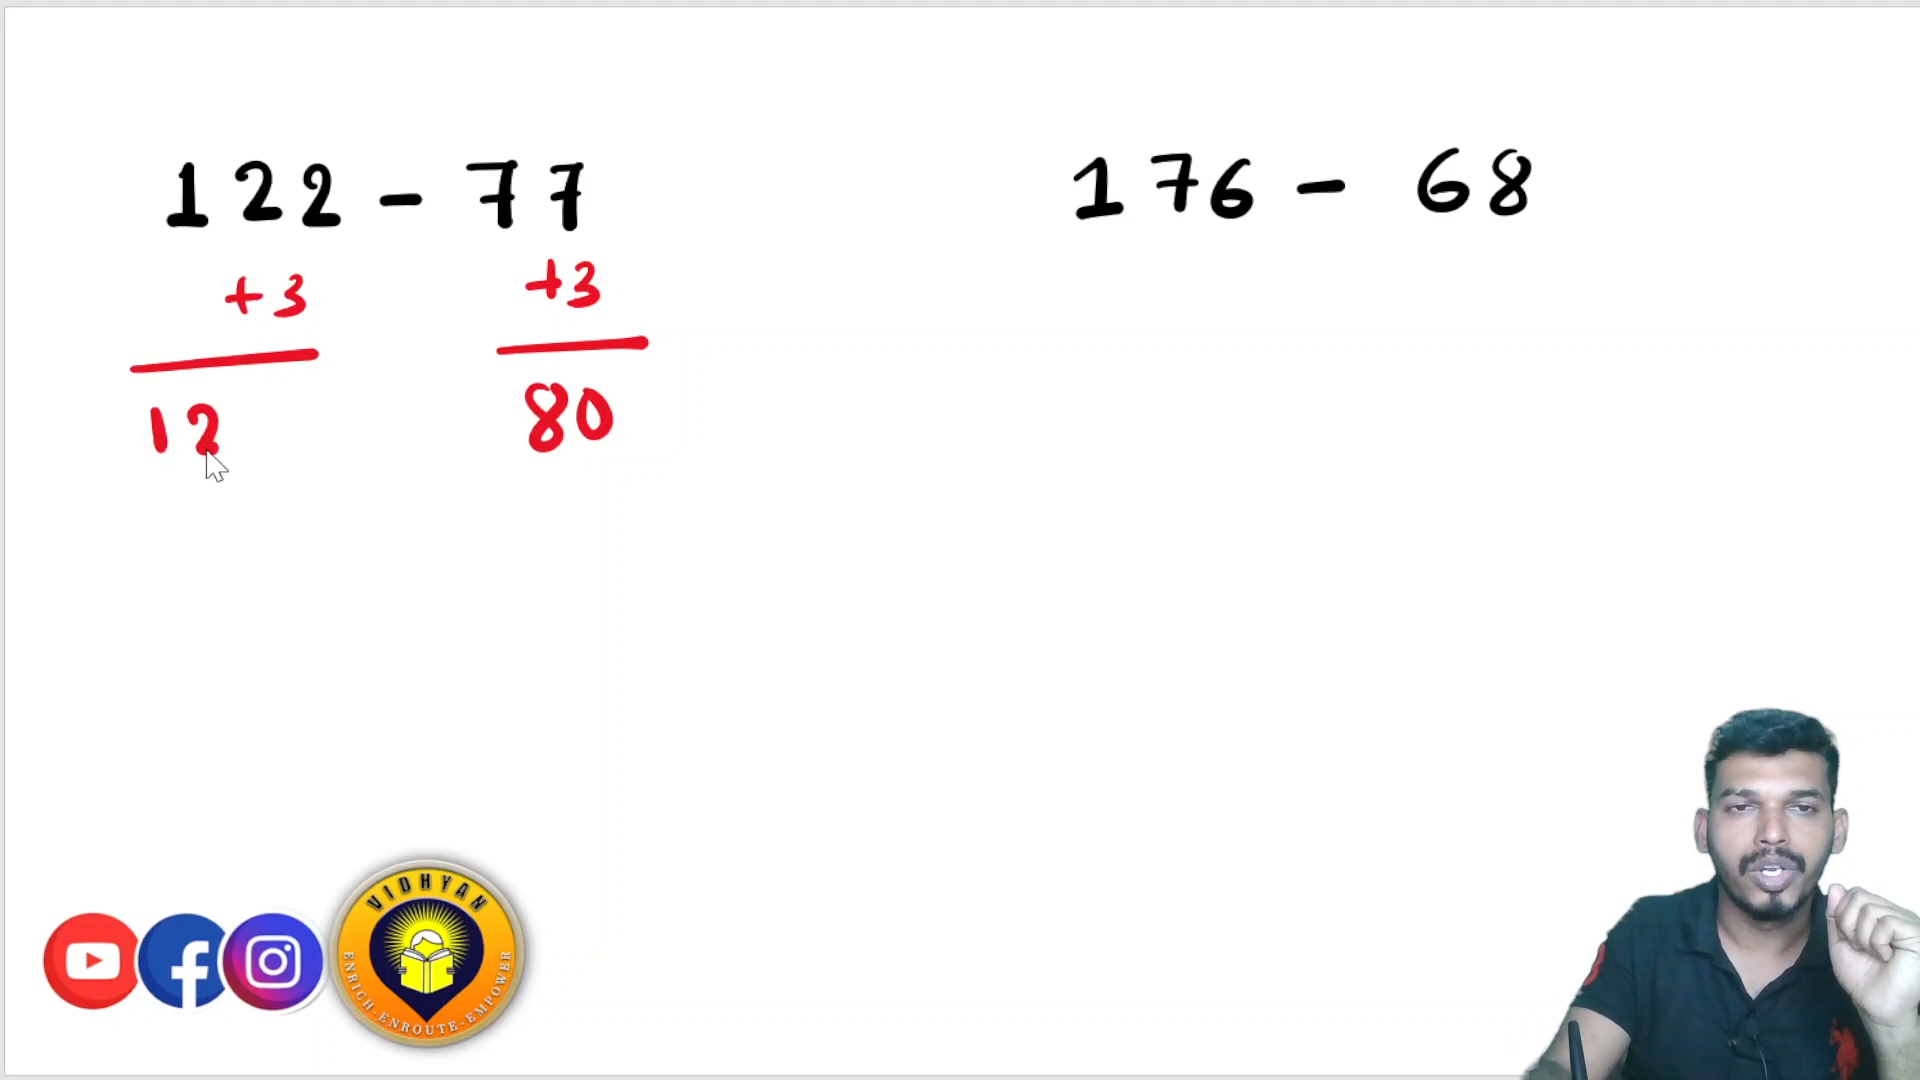 122 - 77
+3 +3
12 80
176 - 68
VIDHYAN
ENRICH-ENROUTE-EMPOWER